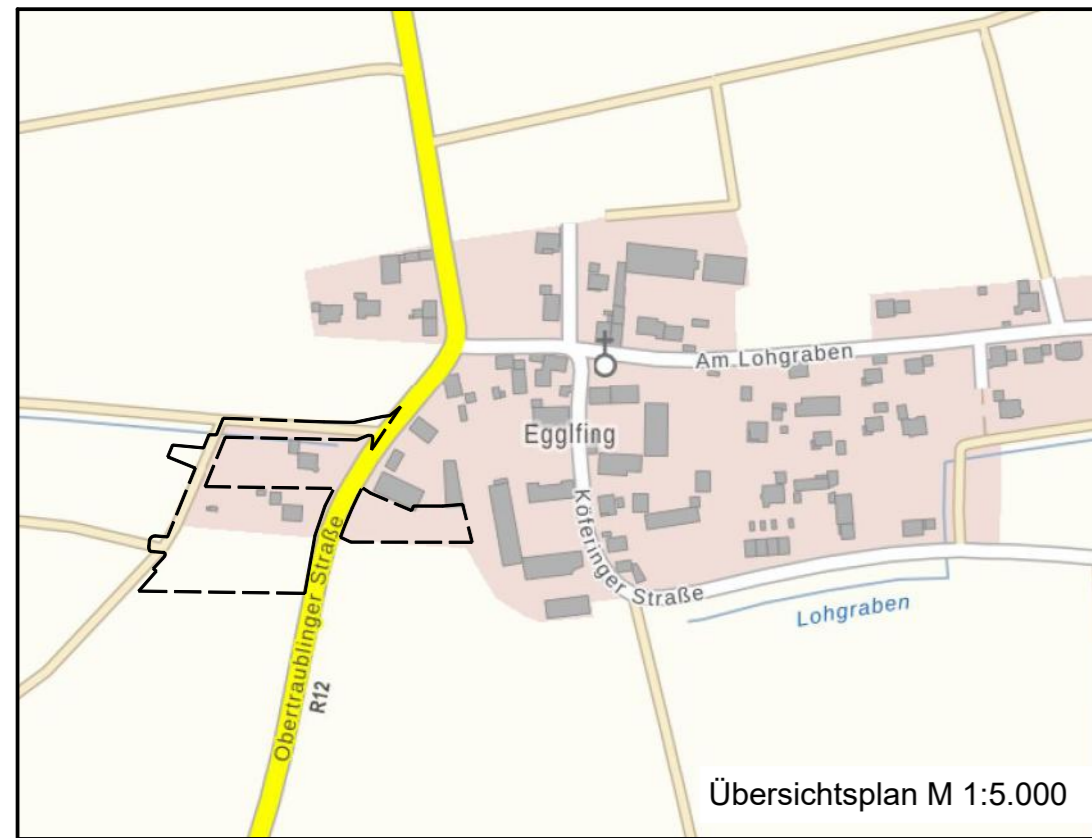 Am Lohgraben
Egglfing
Köferinger Straße
Lohgraben
Obertraublinger Straße
R12
Übersichtsplan M 1:5.000